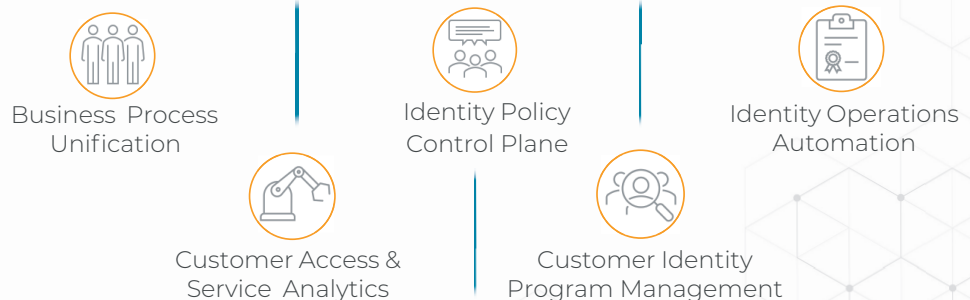 Business Process
Unification
Identity Policy
Control Plane
Identity Operations
Automation
Customer Access &
Service Analytics
Customer Identity
Program Management